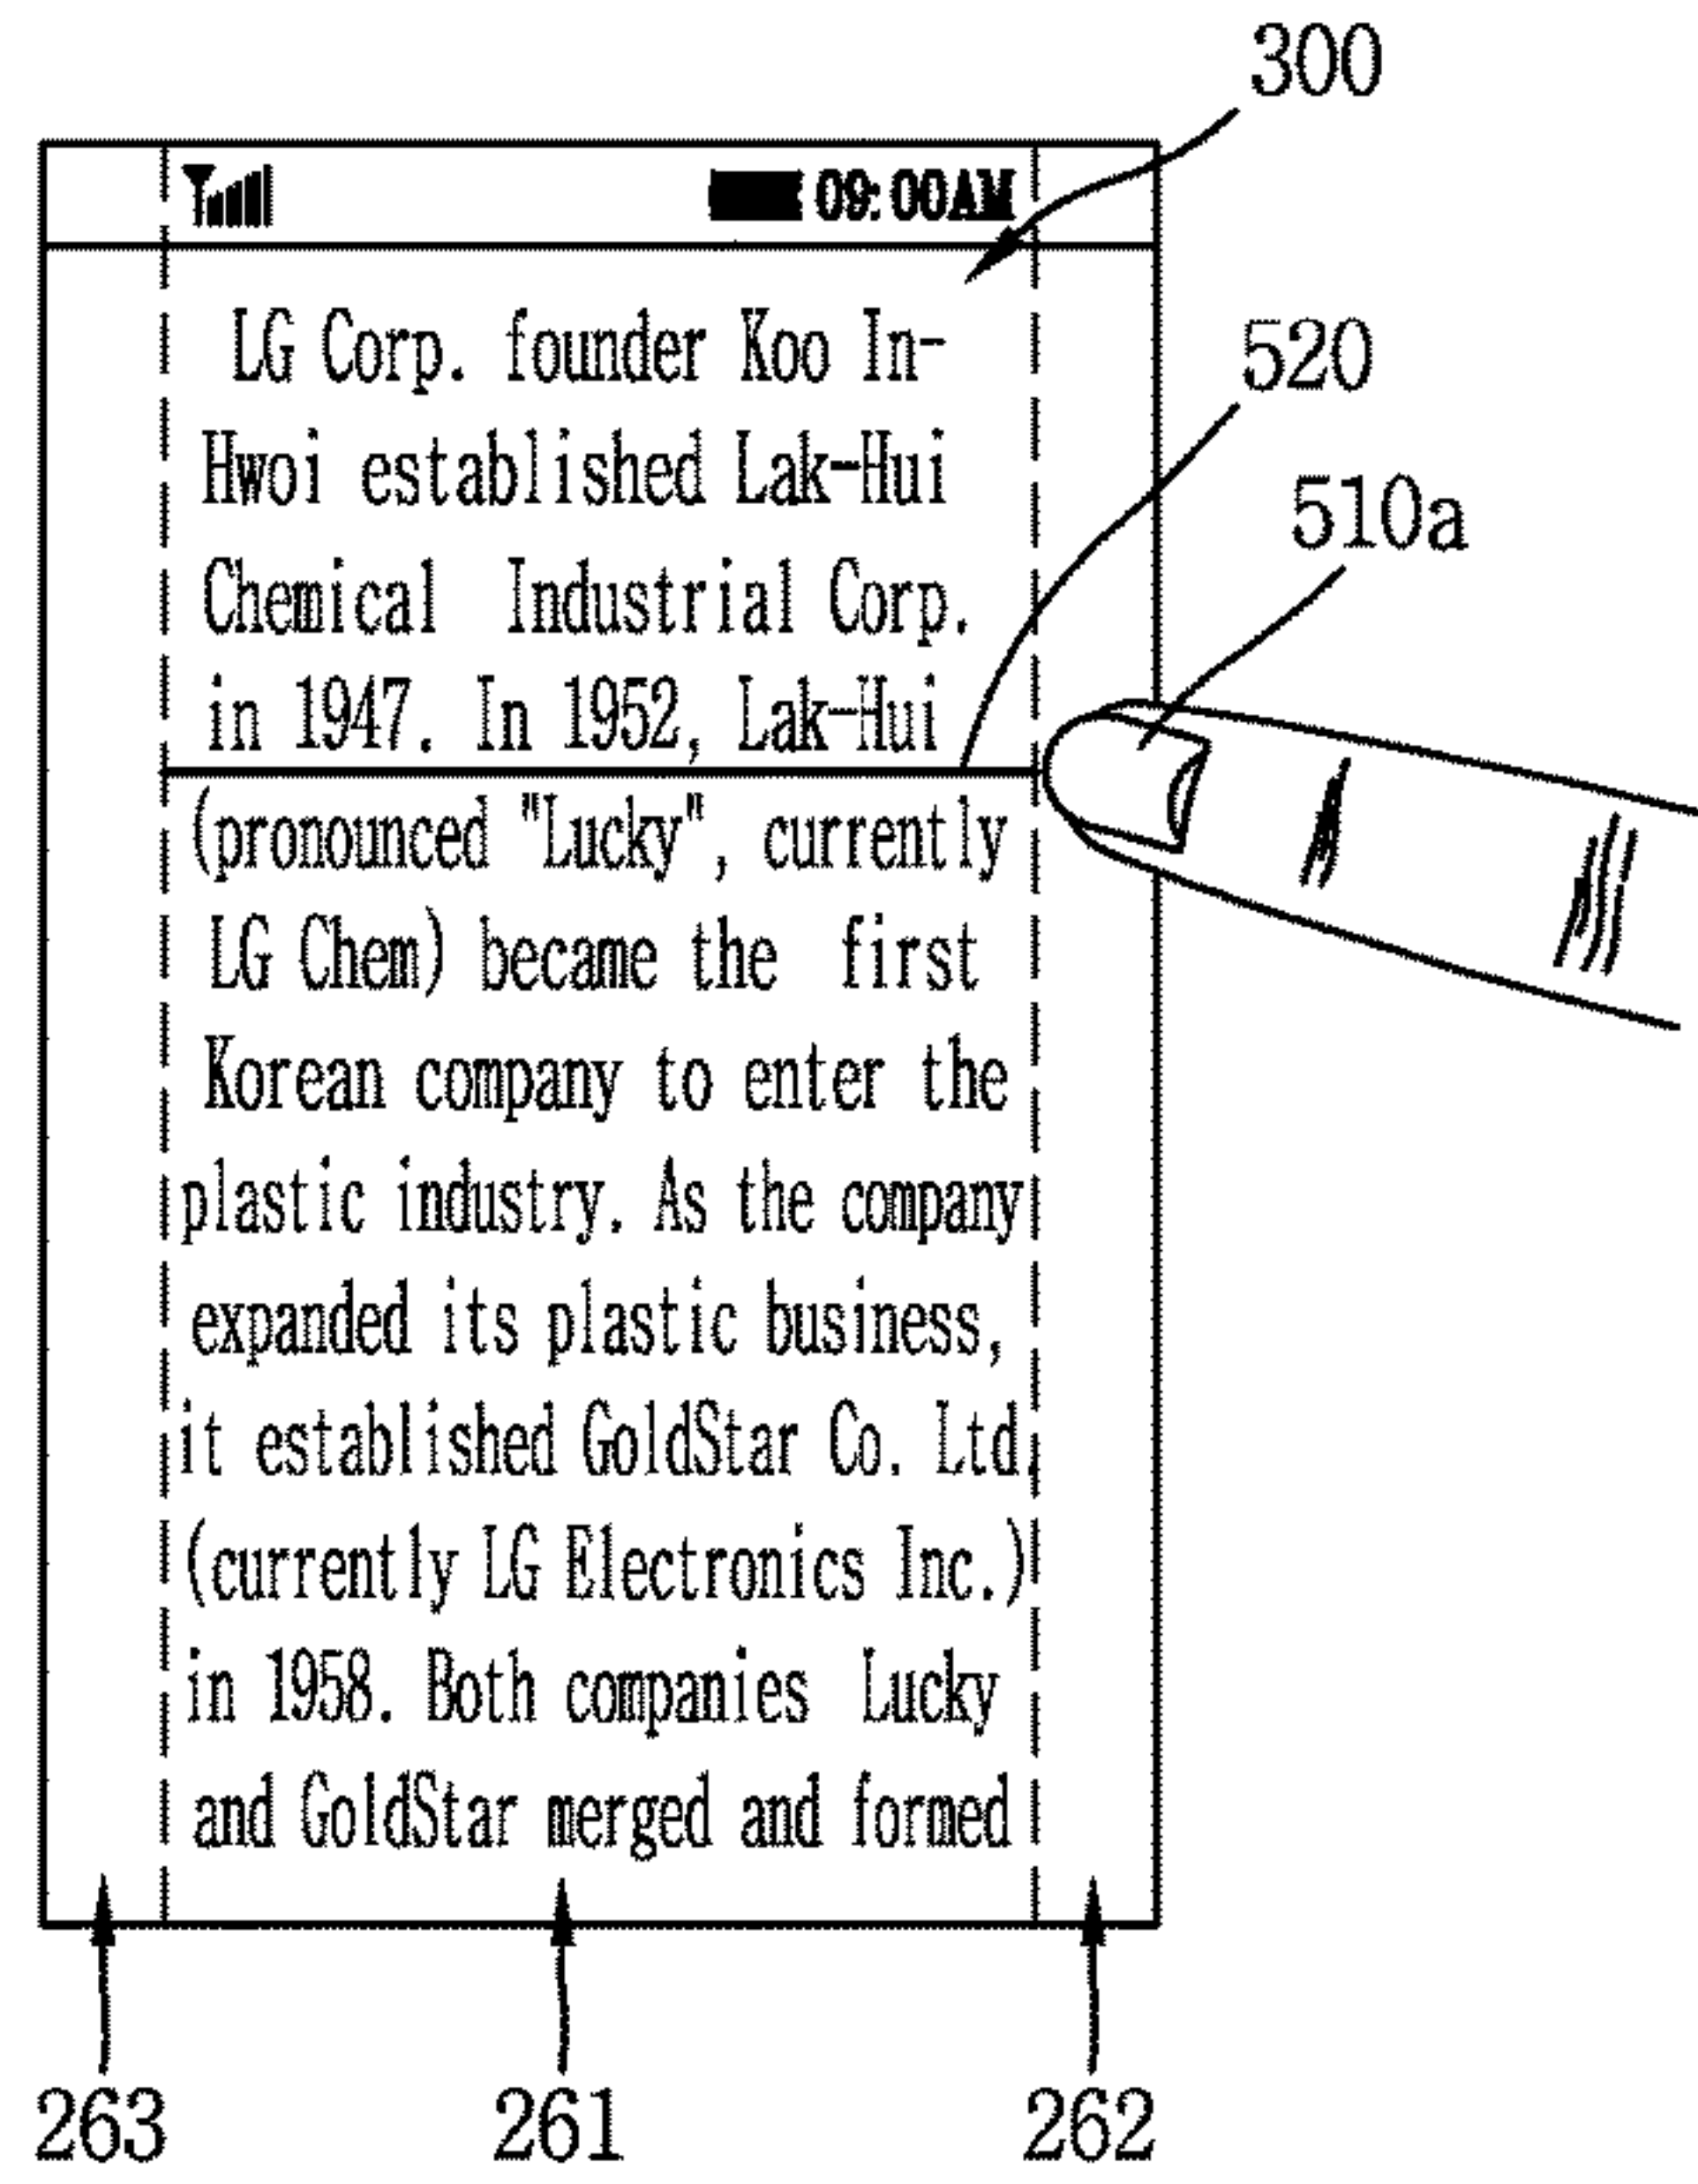 300
09:00AM
LG Corp. founder Koo In-
520
Hwoi established Lak-Hui
510a
Chemical Industrial Corp.
in 1947. In 1952, Lak-Hui
(pronounced "Lucky", currently
LG Chem) became the first
Korean company to enter the
plastic industry. As the company
expanded its plastic business,
it established GoldStar Co. Ltd.
(currently LG Electronics Inc.)
in 1958. Both companies Lucky
and GoldStar merged and formed
263 261 262